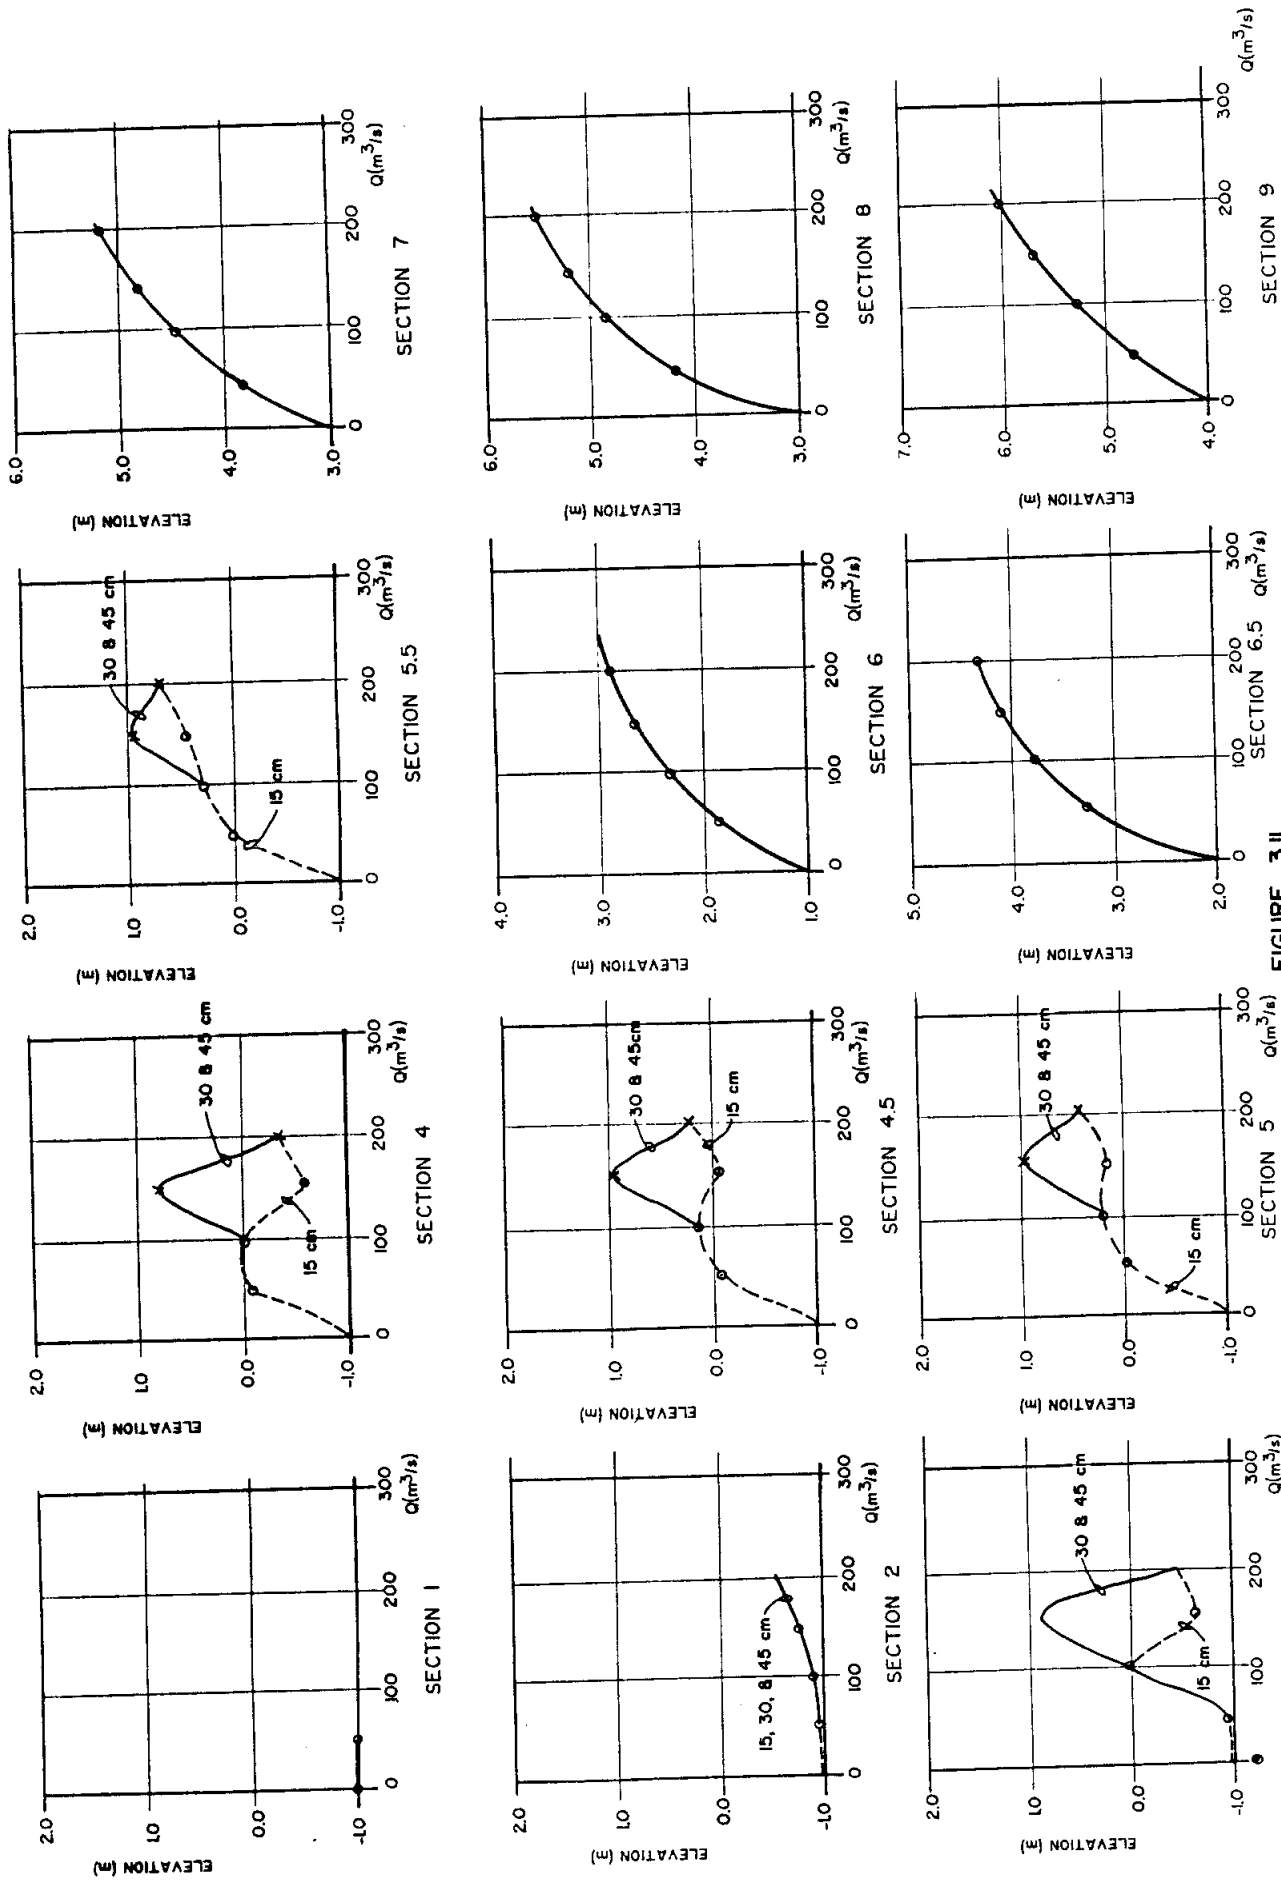 ELEVATION (m)
2.0
1.0
0.0
-1.0
0
100
200
300
Q(m³/s)
SECTION 1
ELEVATION (m)
2.0
1.0
0.0
-1.0
30 & 45 cm
15 cm
0
100
200
300
Q(m³/s)
SECTION 4
ELEVATION (m)
2.0
1.0
0.0
-1.0
30 & 45 cm
15 cm
0
100
200
300
Q(m³/s)
SECTION 5.5
ELEVATION (m)
6.0
5.0
4.0
3.0
0
100
200
300
Q(m³/s)
SECTION 7
ELEVATION (m)
2.0
1.0
0.0
-1.0
15, 30, & 45 cm
0
100
200
300
Q(m³/s)
SECTION 2
ELEVATION (m)
2.0
1.0
0.0
-1.0
30 & 45cm
15 cm
0
100
200
300
Q(m³/s)
SECTION 4.5
ELEVATION (m)
4.0
3.0
2.0
1.0
0
100
200
300
Q(m³/s)
SECTION 6
ELEVATION (m)
6.0
5.0
4.0
3.0
0
100
200
300
Q(m³/s)
SECTION 8
ELEVATION (m)
2.0
1.0
0.0
-1.0
30 & 45 cm
15 cm
0
100
200
300
Q(m³/s)
ELEVATION (m)
2.0
1.0
0.0
-1.0
30 & 45 cm
15 cm
0
100
200
300
Q(m³/s)
SECTION 5
ELEVATION (m)
5.0
4.0
3.0
2.0
0
100
200
300
Q(m³/s)
SECTION 6.5
ELEVATION (m)
7.0
6.0
5.0
4.0
0
100
200
300
Q(m³/s)
SECTION 9
FIGURE 3.11